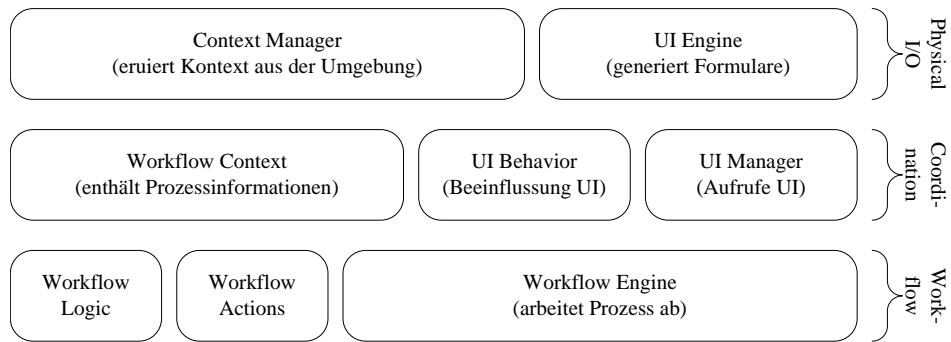 Context Manager
(eruiert Kontext aus der Umgebung)
UI Engine
(generiert Formulare)
Physical
I/O
Workflow Context
(enthält Prozessinformationen)
UI Behavior
(Beeinflussung UI)
UI Manager
(Aufrufe UI)
Coordi-
nation
Workflow
Logic
Workflow
Actions
Workflow Engine
(arbeitet Prozess ab)
Work-
flow